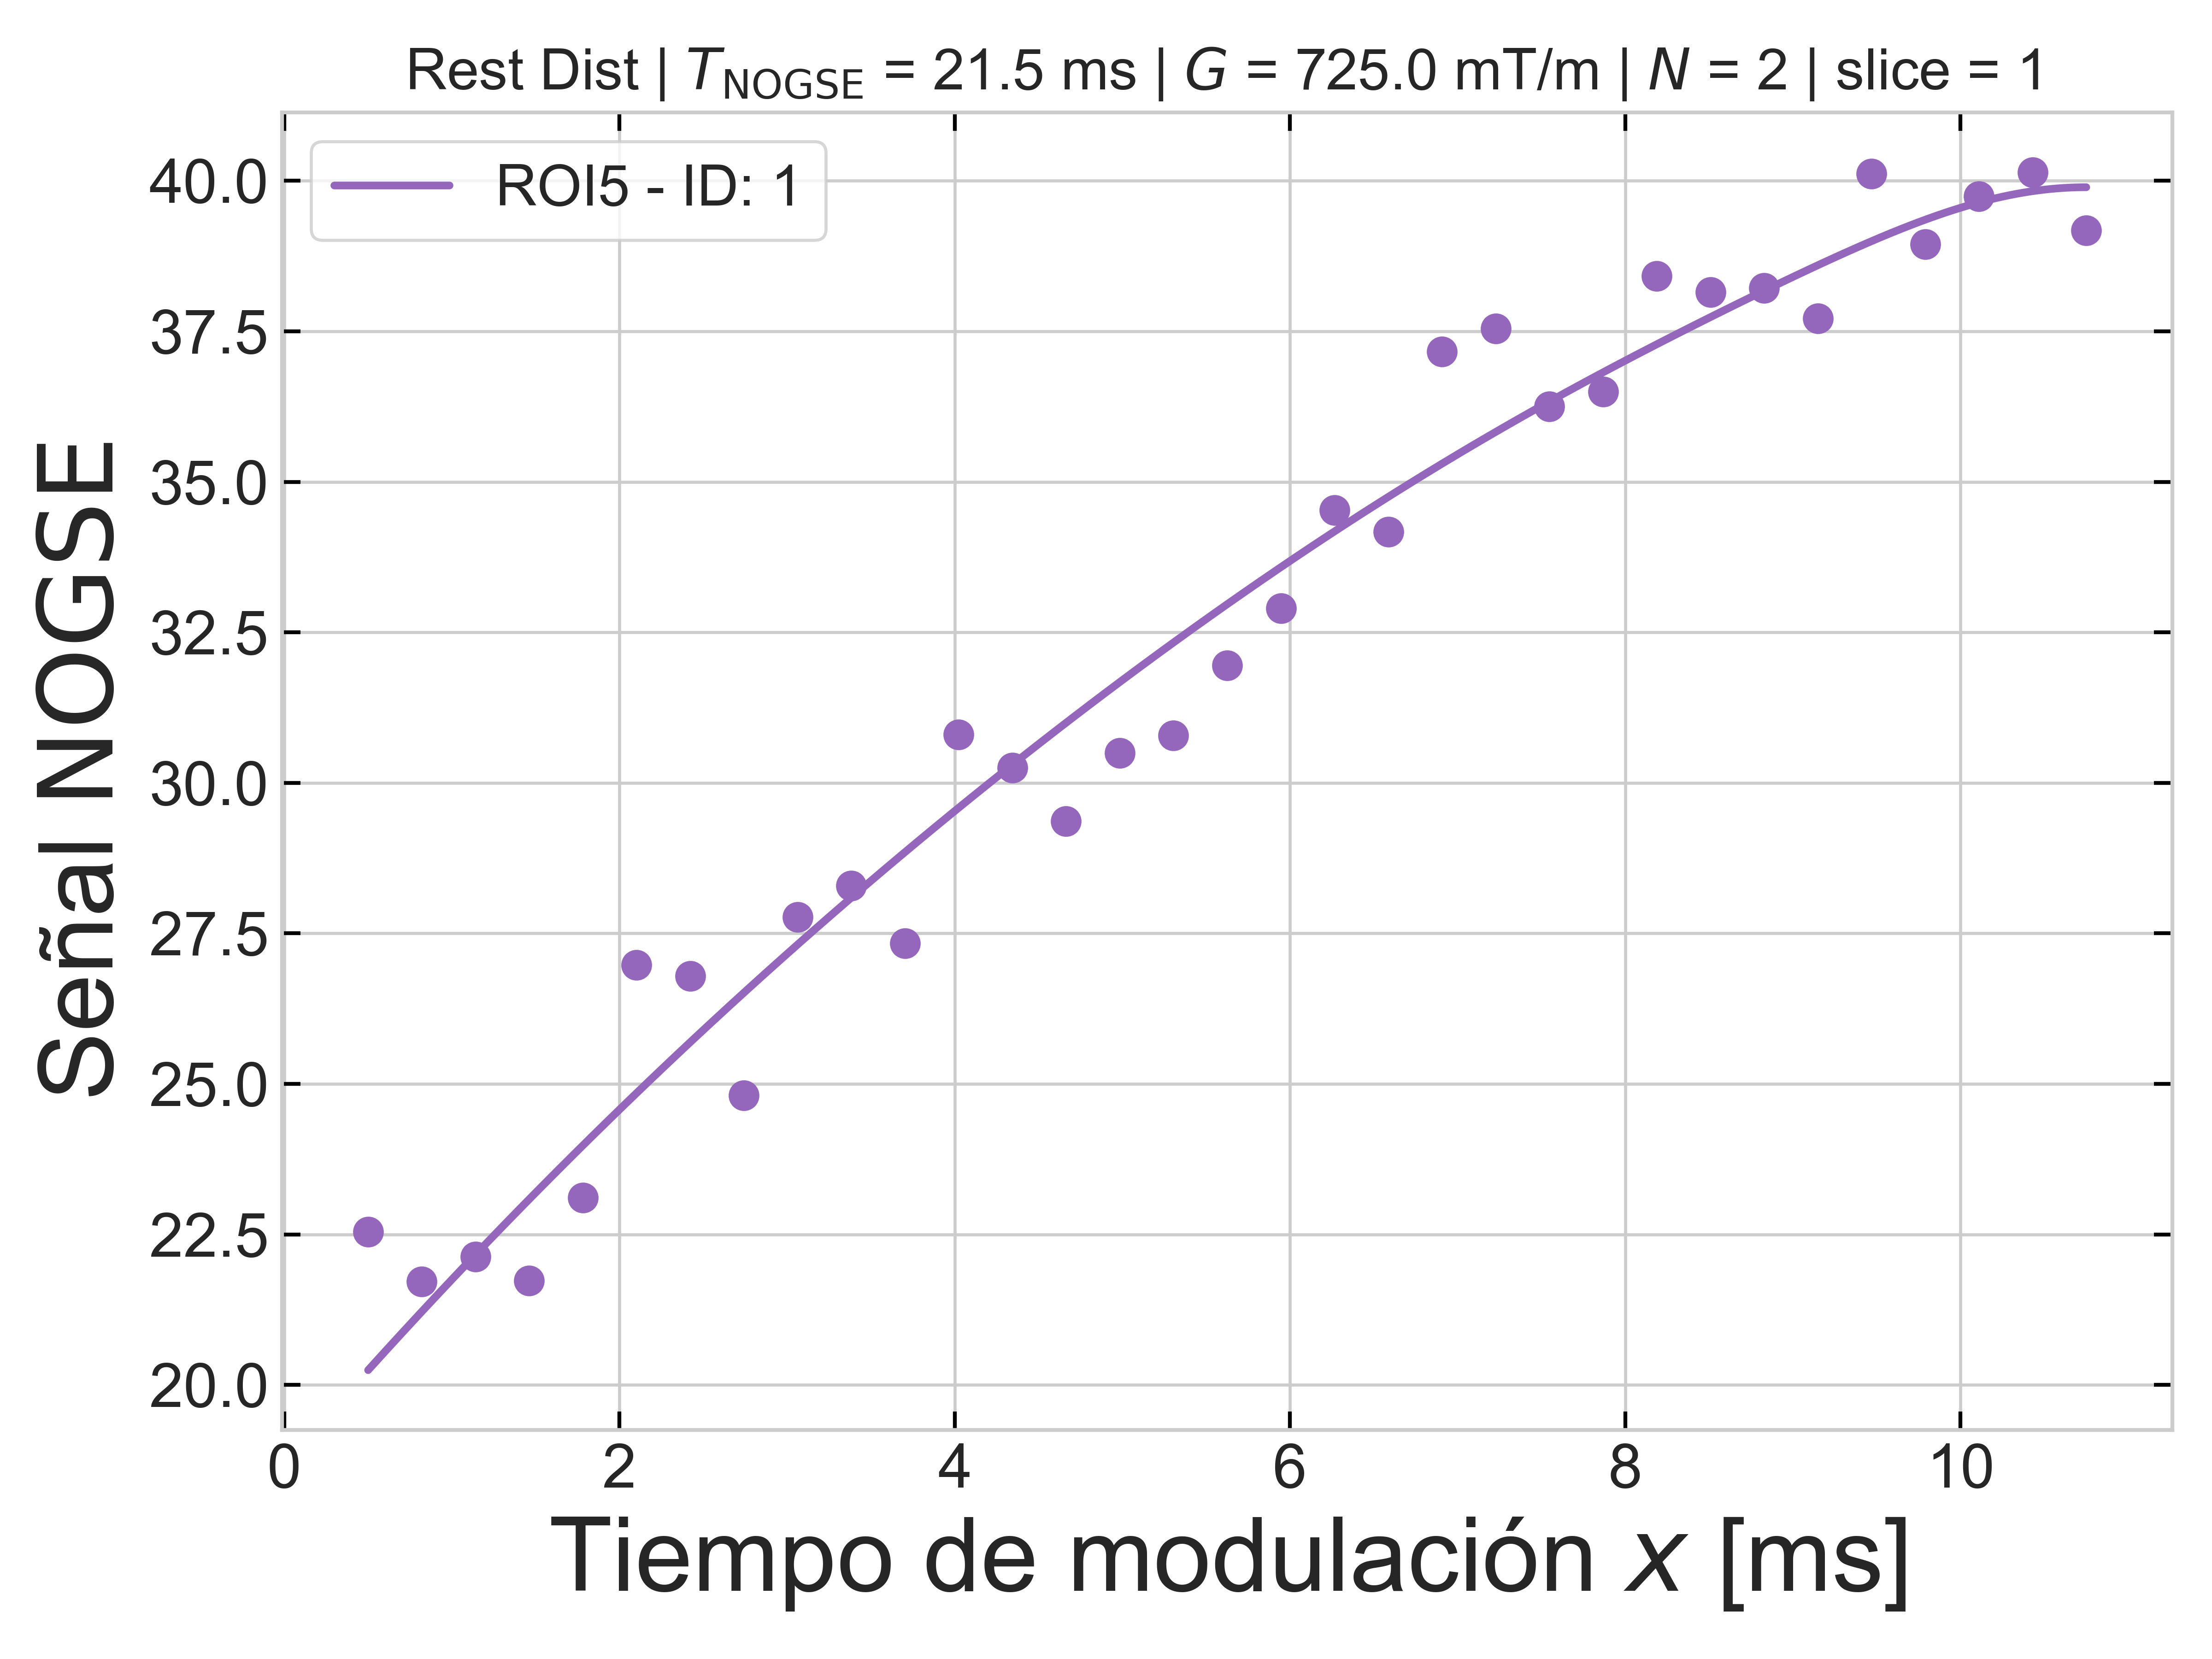 Rest Dist | T_NOGSE = 21.5 ms | G = 725.0 mT/m | N = 2 | slice = 1
ROI5 - ID: 1
Señal NOGSE
40.0
37.5
35.0
32.5
30.0
27.5
25.0
22.5
20.0
0 2 4 6 8 10
Tiempo de modulación x [ms]